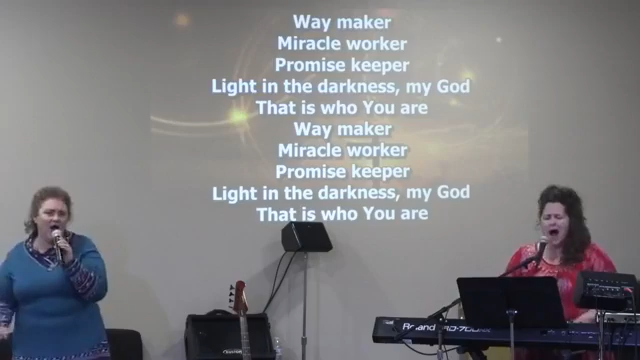 Way maker
Miracle worker
Promise keeper
Light in the darkness, my God
That is who You are
Way maker
Miracle worker
Promise keeper
Light in the darkness, my God
That is who You are
Roland